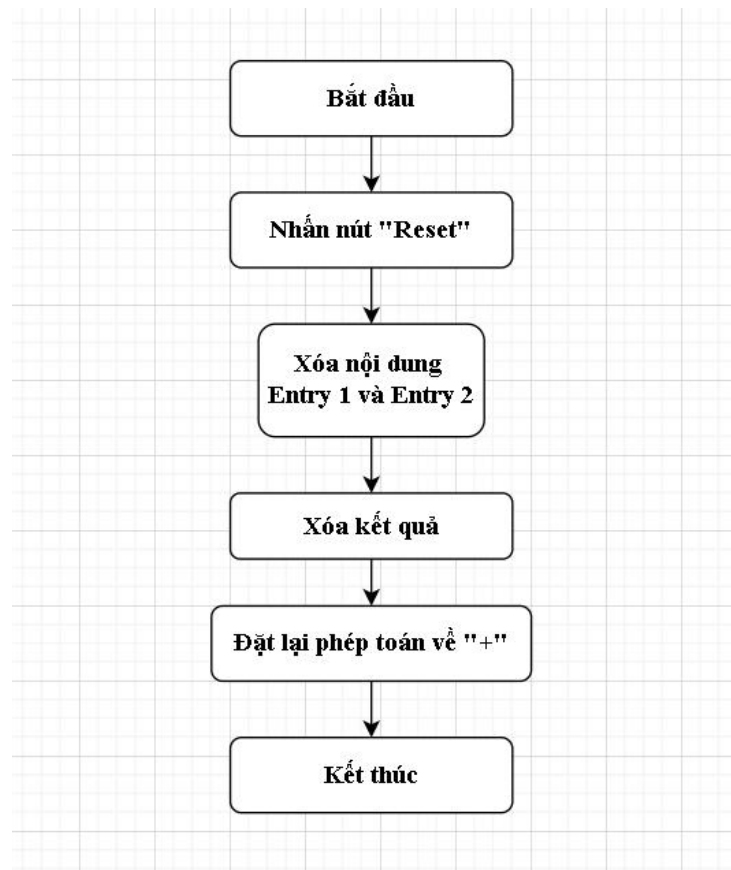 Bắt đầu
Nhấn nút "Reset"
Xóa nội dung
Entry 1 và Entry 2
Xóa kết quả
Đặt lại phép toán về "+"
Kết thúc